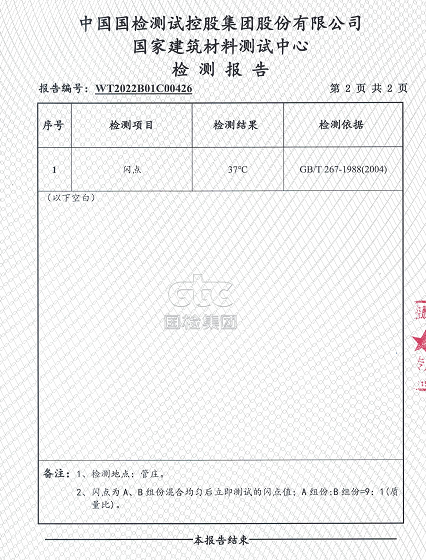 中国国检测试控股集团股份有限公司
国家建筑材料测试中心
检测报告
报告编号：WT2022B01C00426 第 2 页 共 2 页
序号 检测项目 检测结果 检测依据
1 闪点 37℃ GB/T 267-1988(2004)
（以下空白）
国检集团
备注：1、检测地点：管庄。
2、闪点为 A、B 组份混合均匀后立即测试的闪点值；A 组份:B 组份=9：1(质
量比)。
本报告结束